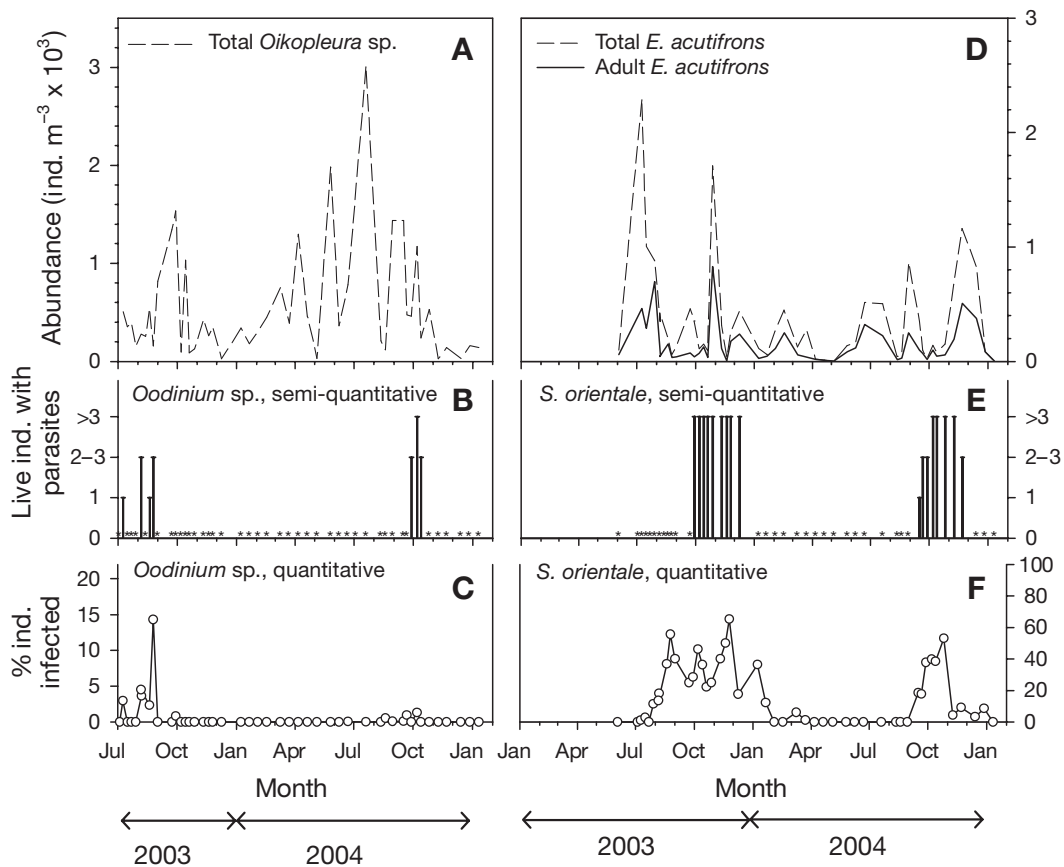 Total Oikopleura sp.
A
3
2
1
0
Abundance (ind. m⁻³ x 10³)
Total E. acutifrons
Adult E. acutifrons
D
3
2
1
0
Oodinium sp., semi-quantitative
B
>3
2–3
1
0
Live ind. with parasites
S. orientale, semi-quantitative
E
>3
2–3
1
0
Oodinium sp., quantitative
C
20
15
10
5
0
% ind. infected
S. orientale, quantitative
F
100
80
60
40
20
0
Jul Oct Jan Apr Jul Oct Jan
Jan Apr Jul Oct Jan Apr Jul Oct Jan
Month
Month
2003 2004
2003 2004